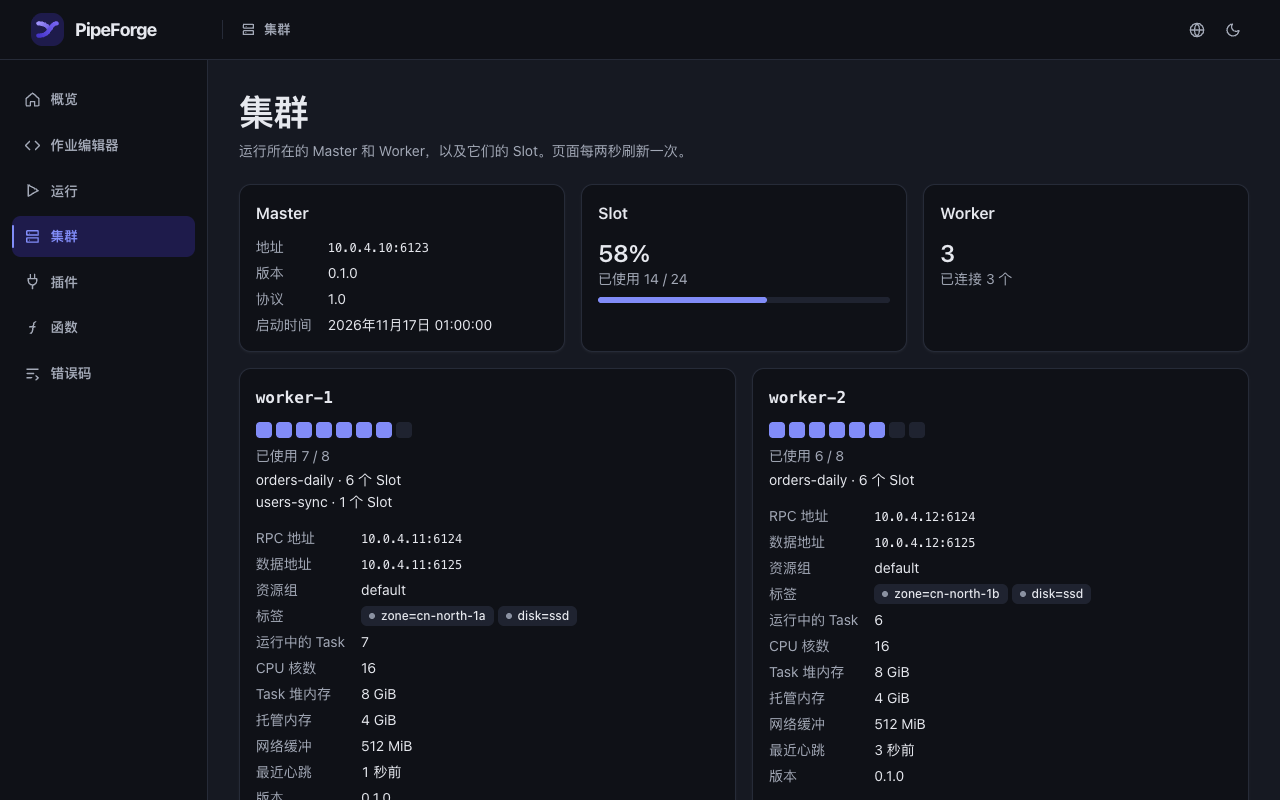 PipeForge
集群
概览
作业编辑器
运行
集群
插件
函数
错误码
集群
运行所在的 Master 和 Worker，以及它们的 Slot。页面每两秒刷新一次。
Master
地址 10.0.4.10:6123
版本 0.1.0
协议 1.0
启动时间 2026年11月17日 01:00:00
Slot
58%
已使用 14 / 24
Worker
3
已连接 3 个
worker-1
已使用 7 / 8
orders-daily · 6 个 Slot
users-sync · 1 个 Slot
RPC 地址 10.0.4.11:6124
数据地址 10.0.4.11:6125
资源组 default
标签 zone=cn-north-1a disk=ssd
运行中的 Task 7
CPU 核数 16
Task 堆内存 8 GiB
托管内存 4 GiB
网络缓冲 512 MiB
最近心跳 1 秒前
版本 0.1.0
worker-2
已使用 6 / 8
orders-daily · 6 个 Slot
RPC 地址 10.0.4.12:6124
数据地址 10.0.4.12:6125
资源组 default
标签 zone=cn-north-1b disk=ssd
运行中的 Task 6
CPU 核数 16
Task 堆内存 8 GiB
托管内存 4 GiB
网络缓冲 512 MiB
最近心跳 3 秒前
版本 0.1.0